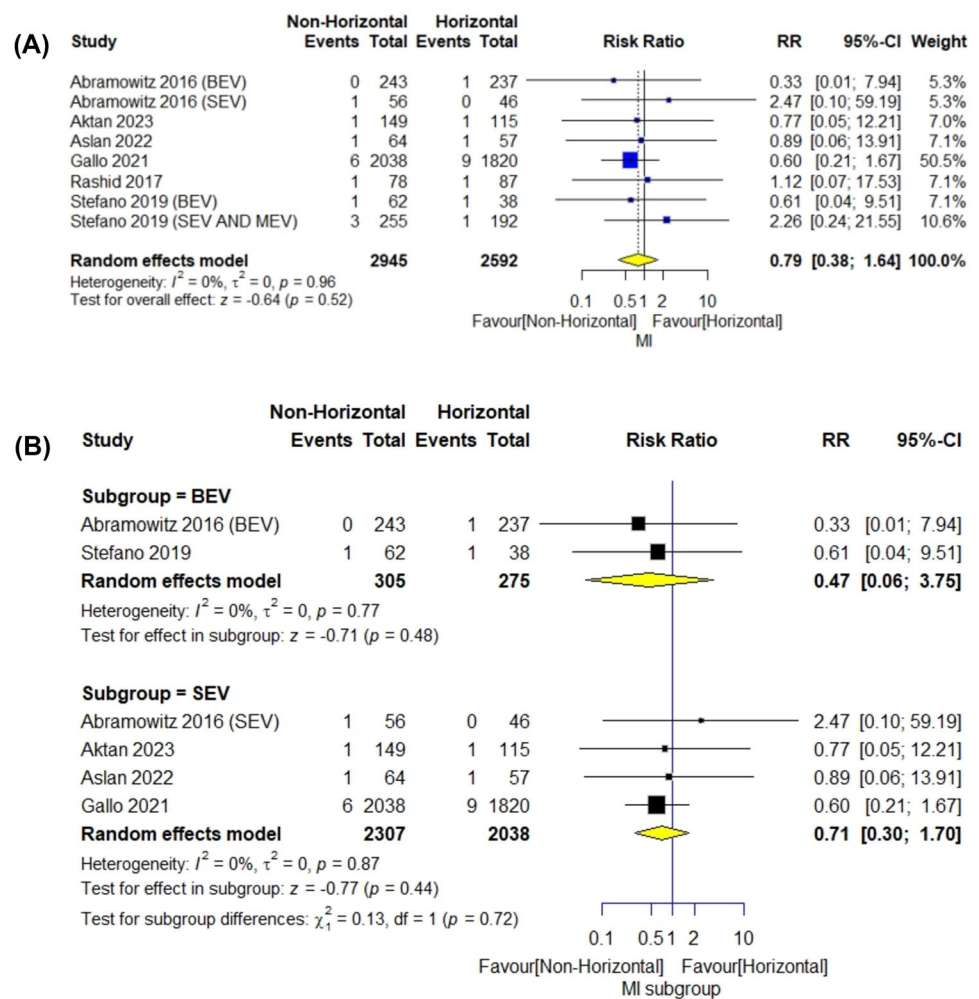 (A)
Non-Horizontal Horizontal
Study Events Total Events Total Risk Ratio RR 95%-CI Weight
Abramowitz 2016 (BEV) 0 243 1 237 0.33 [0.01; 7.94] 5.3%
Abramowitz 2016 (SEV) 1 56 0 46 2.47 [0.10; 59.19] 5.3%
Aktan 2023 1 149 1 115 0.77 [0.05; 12.21] 7.0%
Aslan 2022 1 64 1 57 0.89 [0.06; 13.91] 7.1%
Gallo 2021 6 2038 9 1820 0.60 [0.21; 1.67] 50.5%
Rashid 2017 1 78 1 87 1.12 [0.07; 17.53] 7.1%
Stefano 2019 (BEV) 1 62 1 38 0.61 [0.04; 9.51] 7.1%
Stefano 2019 (SEV AND MEV) 3 255 1 192 2.26 [0.24; 21.55] 10.6%
Random effects model 2945 2592 0.79 [0.38; 1.64] 100.0%
Heterogeneity: I² = 0%, τ² = 0, p = 0.96
Test for overall effect: z = -0.64 (p = 0.52)
0.1 0.5 1 2 10
Favour[Non-Horizontal] Favour[Horizontal]
MI
(B)
Non-Horizontal Horizontal
Study Events Total Events Total Risk Ratio RR 95%-CI
Subgroup = BEV
Abramowitz 2016 (BEV) 0 243 1 237 0.33 [0.01; 7.94]
Stefano 2019 1 62 1 38 0.61 [0.04; 9.51]
Random effects model 305 275 0.47 [0.06; 3.75]
Heterogeneity: I² = 0%, τ² = 0, p = 0.77
Test for effect in subgroup: z = -0.71 (p = 0.48)
Subgroup = SEV
Abramowitz 2016 (SEV) 1 56 0 46 2.47 [0.10; 59.19]
Aktan 2023 1 149 1 115 0.77 [0.05; 12.21]
Aslan 2022 1 64 1 57 0.89 [0.06; 13.91]
Gallo 2021 6 2038 9 1820 0.60 [0.21; 1.67]
Random effects model 2307 2038 0.71 [0.30; 1.70]
Heterogeneity: I² = 0%, τ² = 0, p = 0.87
Test for effect in subgroup: z = -0.77 (p = 0.44)
Test for subgroup differences: χ²₁ = 0.13, df = 1 (p = 0.72)
0.1 0.5 1 2 10
Favour[Non-Horizontal] Favour[Horizontal]
MI subgroup